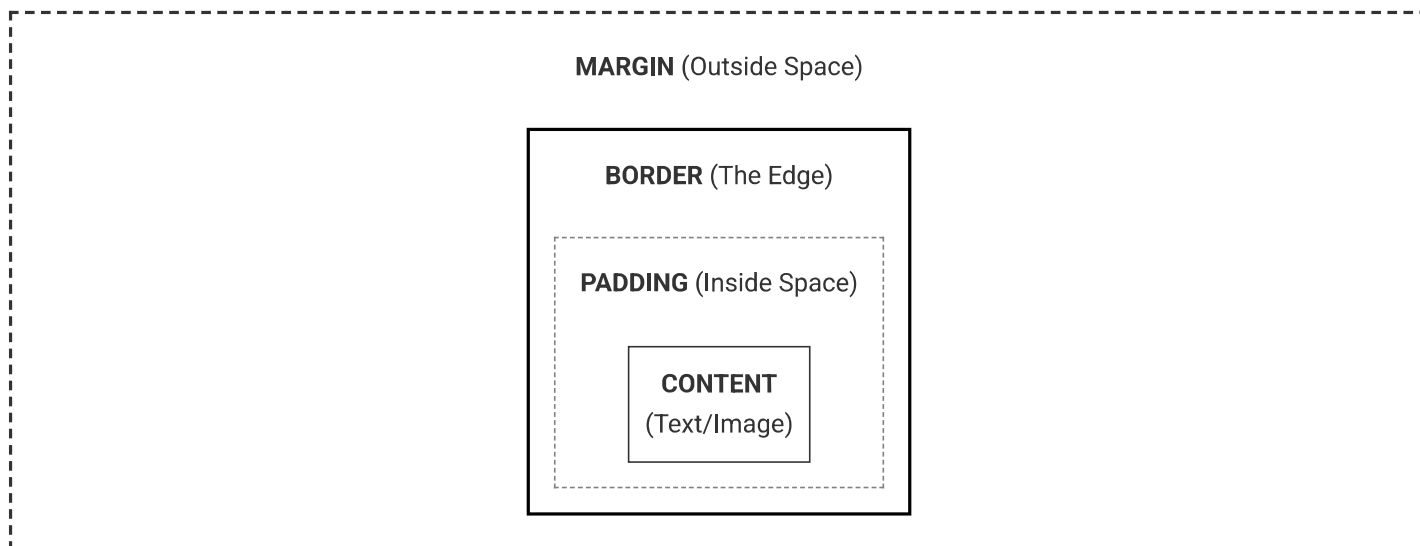 MARGIN (Outside Space)
BORDER (The Edge)
PADDING (Inside Space)
CONTENT
(Text/Image)